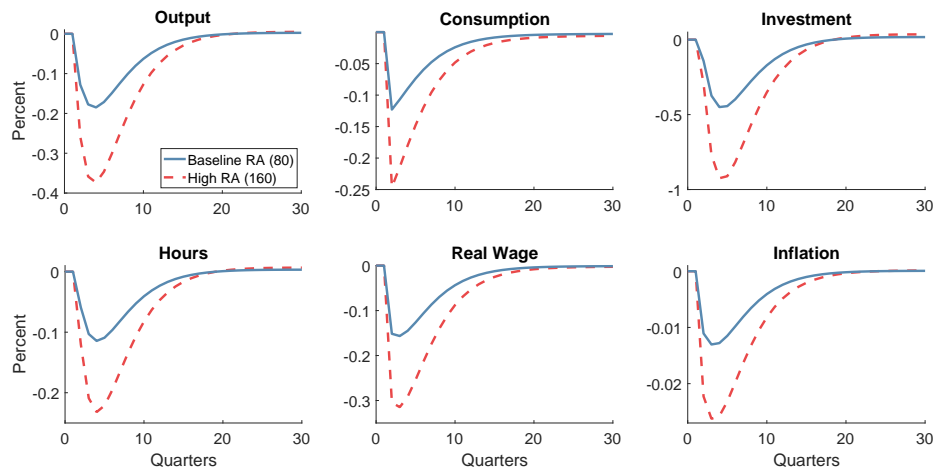 Output
Consumption
Investment
Percent
0
-0.1
-0.2
-0.3
-0.4
0 10 20 30
Quarters
Baseline RA (80)
High RA (160)
0
-0.05
-0.1
-0.15
-0.2
-0.25
0 10 20 30
Quarters
0
-0.5
-1
0 10 20 30
Quarters
Hours
Real Wage
Inflation
Percent
0
-0.1
-0.2
0 10 20 30
Quarters
0
-0.1
-0.2
-0.3
0 10 20 30
Quarters
0
-0.01
-0.02
0 10 20 30
Quarters